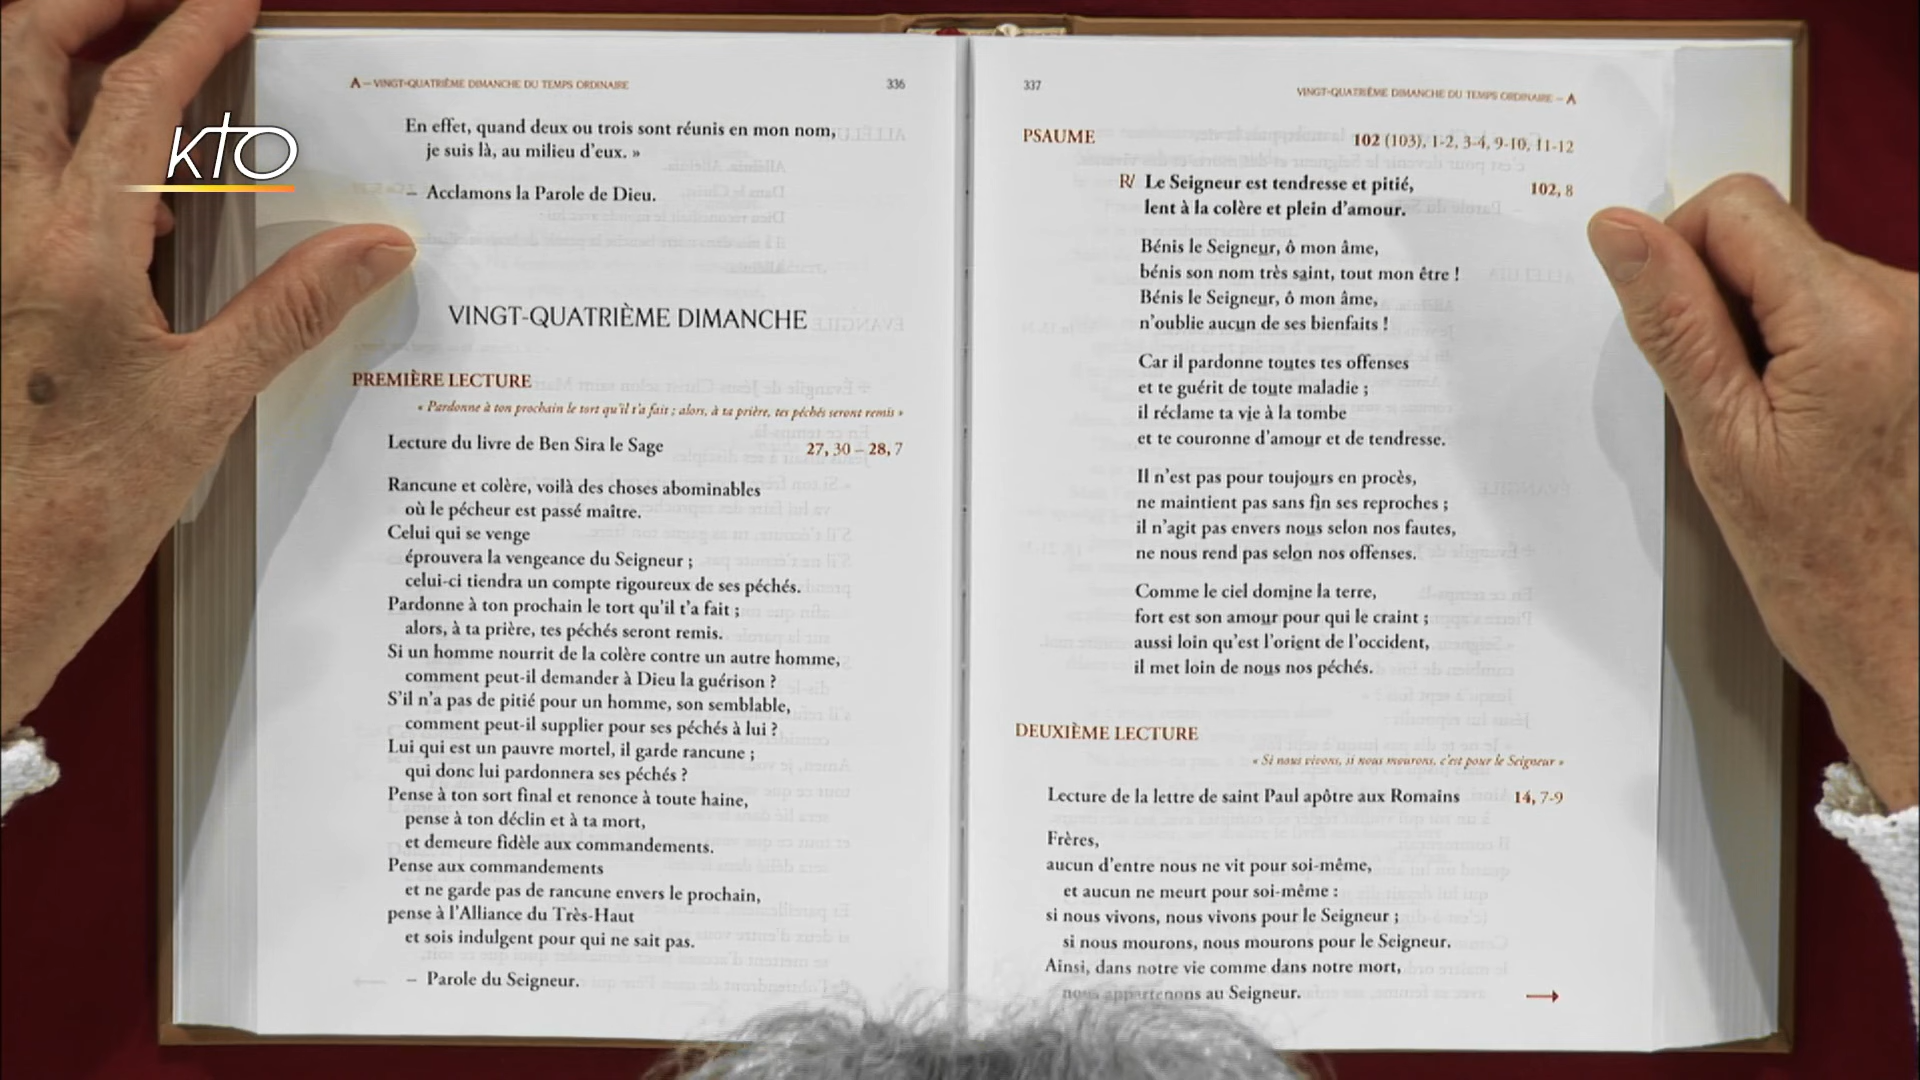 KTO
A – VINGT-QUATRIÈME DIMANCHE DU TEMPS ORDINAIRE 336
En effet, quand deux ou trois sont réunis en mon nom,
je suis là, au milieu d'eux. »
– Acclamons la Parole de Dieu.
VINGT-QUATRIÈME DIMANCHE
PREMIÈRE LECTURE
« Pardonne à ton prochain le tort qu'il t'a fait ; alors, à ta prière, tes péchés seront remis »
Lecture du livre de Ben Sira le Sage 27, 30 – 28, 7
Rancune et colère, voilà des choses abominables
où le pécheur est passé maître.
Celui qui se venge
éprouvera la vengeance du Seigneur ;
celui-ci tiendra un compte rigoureux de ses péchés.
Pardonne à ton prochain le tort qu'il t'a fait ;
alors, à ta prière, tes péchés seront remis.
Si un homme nourrit de la colère contre un autre homme,
comment peut-il demander à Dieu la guérison ?
S'il n'a pas de pitié pour un homme, son semblable,
comment peut-il supplier pour ses péchés à lui ?
Lui qui est un pauvre mortel, il garde rancune ;
qui donc lui pardonnera ses péchés ?
Pense à ton sort final et renonce à toute haine,
pense à ton déclin et à ta mort,
et demeure fidèle aux commandements.
Pense aux commandements
et ne garde pas de rancune envers le prochain,
pense à l'Alliance du Très-Haut
et sois indulgent pour qui ne sait pas.
– Parole du Seigneur.
337 VINGT-QUATRIÈME DIMANCHE DU TEMPS ORDINAIRE – A
PSAUME 102 (103), 1-2, 3-4, 9-10, 11-12
R/ Le Seigneur est tendresse et pitié, 102, 8
lent à la colère et plein d'amour.
Bénis le Seigneur, ô mon âme,
bénis son nom très saint, tout mon être !
Bénis le Seigneur, ô mon âme,
n'oublie aucun de ses bienfaits !
Car il pardonne toutes tes offenses
et te guérit de toute maladie ;
il réclame ta vie à la tombe
et te couronne d'amour et de tendresse.
Il n'est pas pour toujours en procès,
ne maintient pas sans fin ses reproches ;
il n'agit pas envers nous selon nos fautes,
ne nous rend pas selon nos offenses.
Comme le ciel domine la terre,
fort est son amour pour qui le craint ;
aussi loin qu'est l'orient de l'occident,
il met loin de nous nos péchés.
DEUXIÈME LECTURE
« Si nous vivons, si nous mourons, c'est pour le Seigneur »
Lecture de la lettre de saint Paul apôtre aux Romains 14, 7-9
Frères,
aucun d'entre nous ne vit pour soi-même,
et aucun ne meurt pour soi-même :
si nous vivons, nous vivons pour le Seigneur ;
si nous mourons, nous mourons pour le Seigneur.
Ainsi, dans notre vie comme dans notre mort,
nous appartenons au Seigneur.